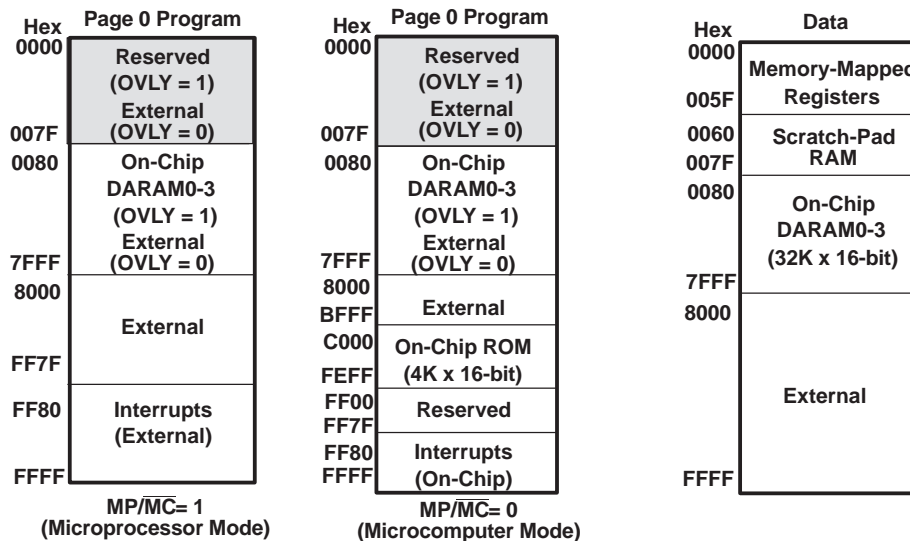 Hex
Page 0 Program
0000
Reserved
(OVLY = 1)
External
(OVLY = 0)
007F
0080
On-Chip
DARAM0-3
(OVLY = 1)
External
(OVLY = 0)
7FFF
8000
External
FF7F
FF80
Interrupts
(External)
FFFF
MP/MC= 1
(Microprocessor Mode)
Hex
Page 0 Program
0000
Reserved
(OVLY = 1)
External
(OVLY = 0)
007F
0080
On-Chip
DARAM0-3
(OVLY = 1)
External
(OVLY = 0)
7FFF
8000
External
BFFF
C000
On-Chip ROM
(4K x 16-bit)
FEFF
FF00
Reserved
FF7F
FF80
Interrupts
(On-Chip)
FFFF
MP/MC= 0
(Microcomputer Mode)
Hex
Data
0000
Memory-Mapped
Registers
005F
0060
Scratch-Pad
RAM
007F
0080
On-Chip
DARAM0-3
(32K x 16-bit)
7FFF
8000
External
FFFF